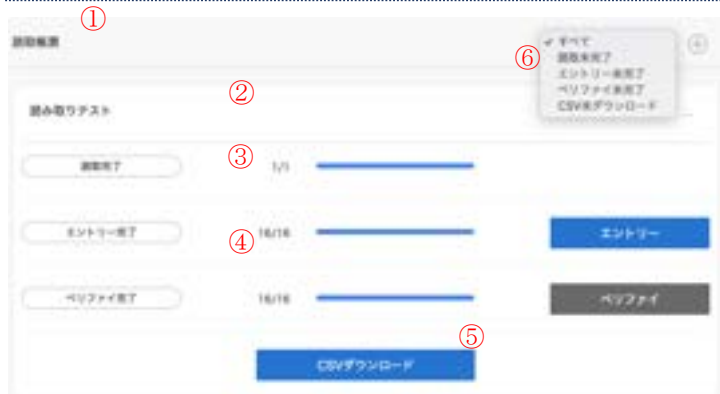 ①
読取帳票
⑥
✓ すべて
読取未完了
エントリー未完了
ベリファイ未完了
CSV未ダウンロード
②
読み取りテスト
読取完了
③
1/1
エントリー完了
④
16/16
エントリー
ベリファイ完了
16/16
ベリファイ
⑤
CSVダウンロード